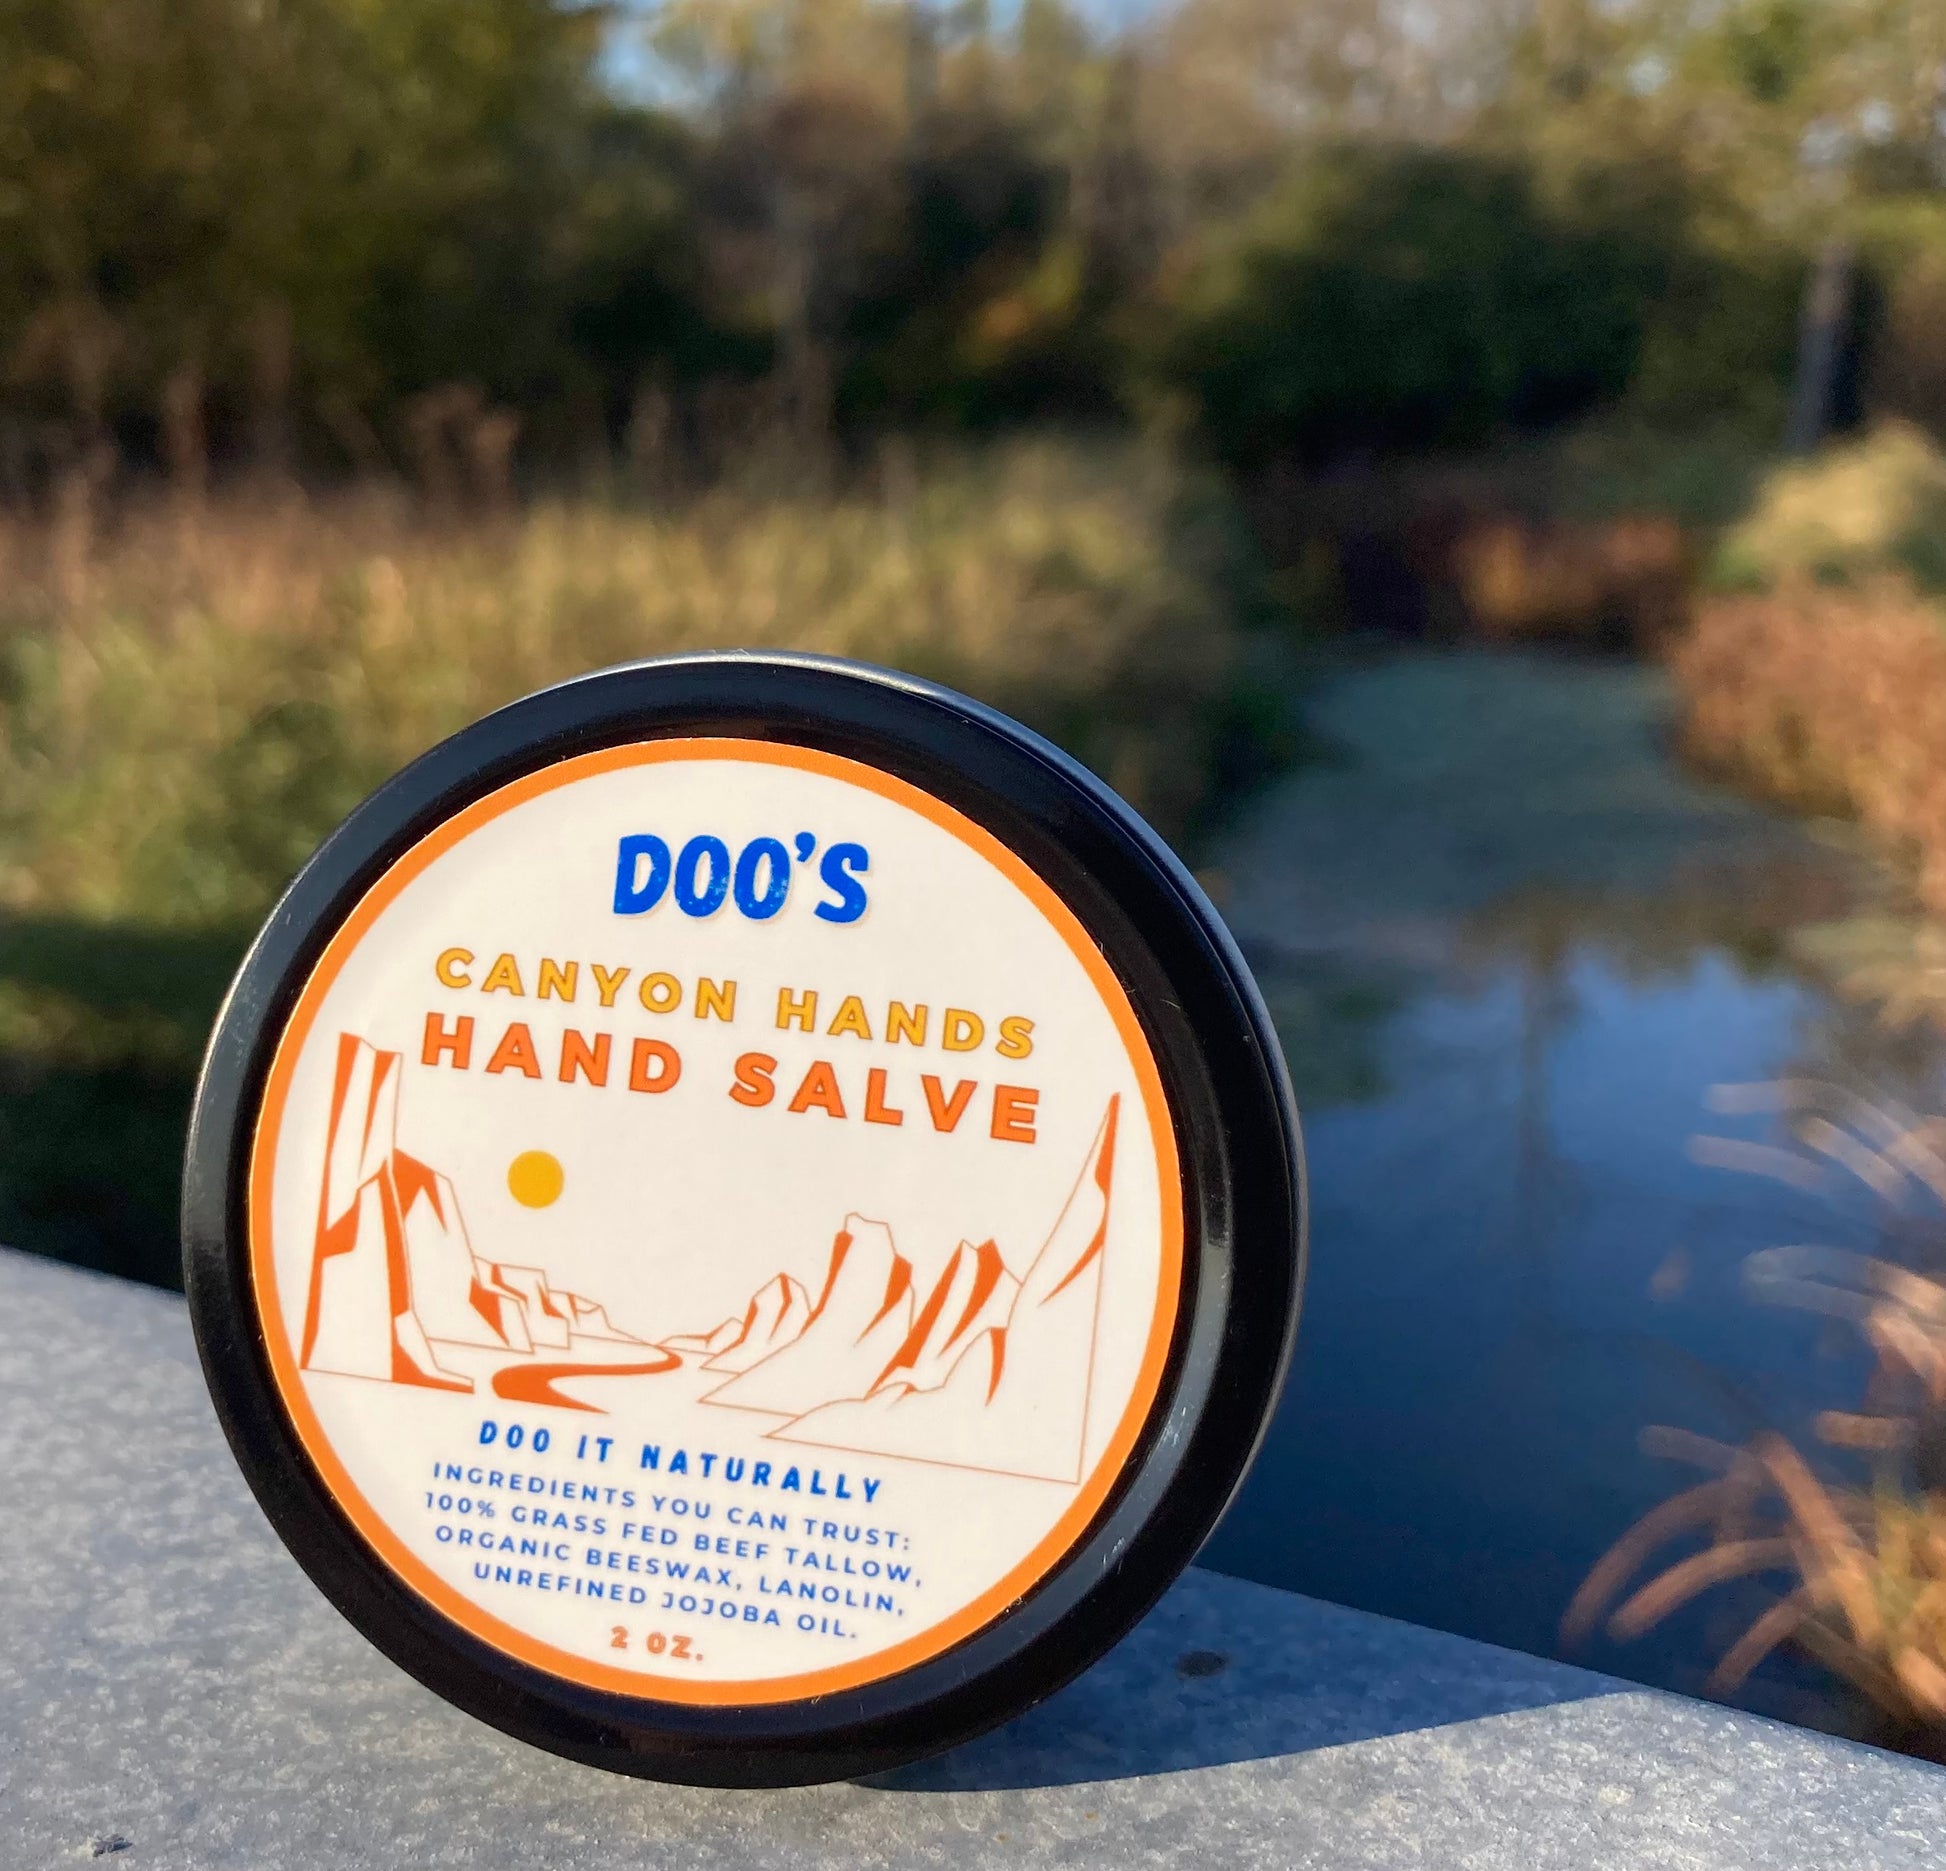 DOO'S
CANYON HANDS
HAND SALVE
DOO IT NATURALLY
INGREDIENTS YOU CAN TRUST:
100% GRASS FED BEEF TALLOW,
ORGANIC BEESWAX, LANOLIN,
UNREFINED JOJOBA OIL.
2 OZ.